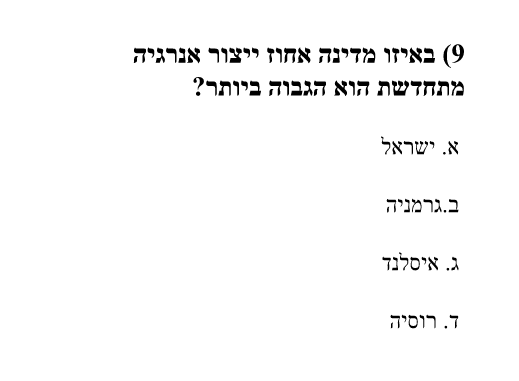 9) באיזו מדינה אחוז ייצור אנרגיה
מתחדשת הוא הגבוה ביותר?
א. ישראל
ב.גרמניה
ג. איסלנד
ד. רוסיה